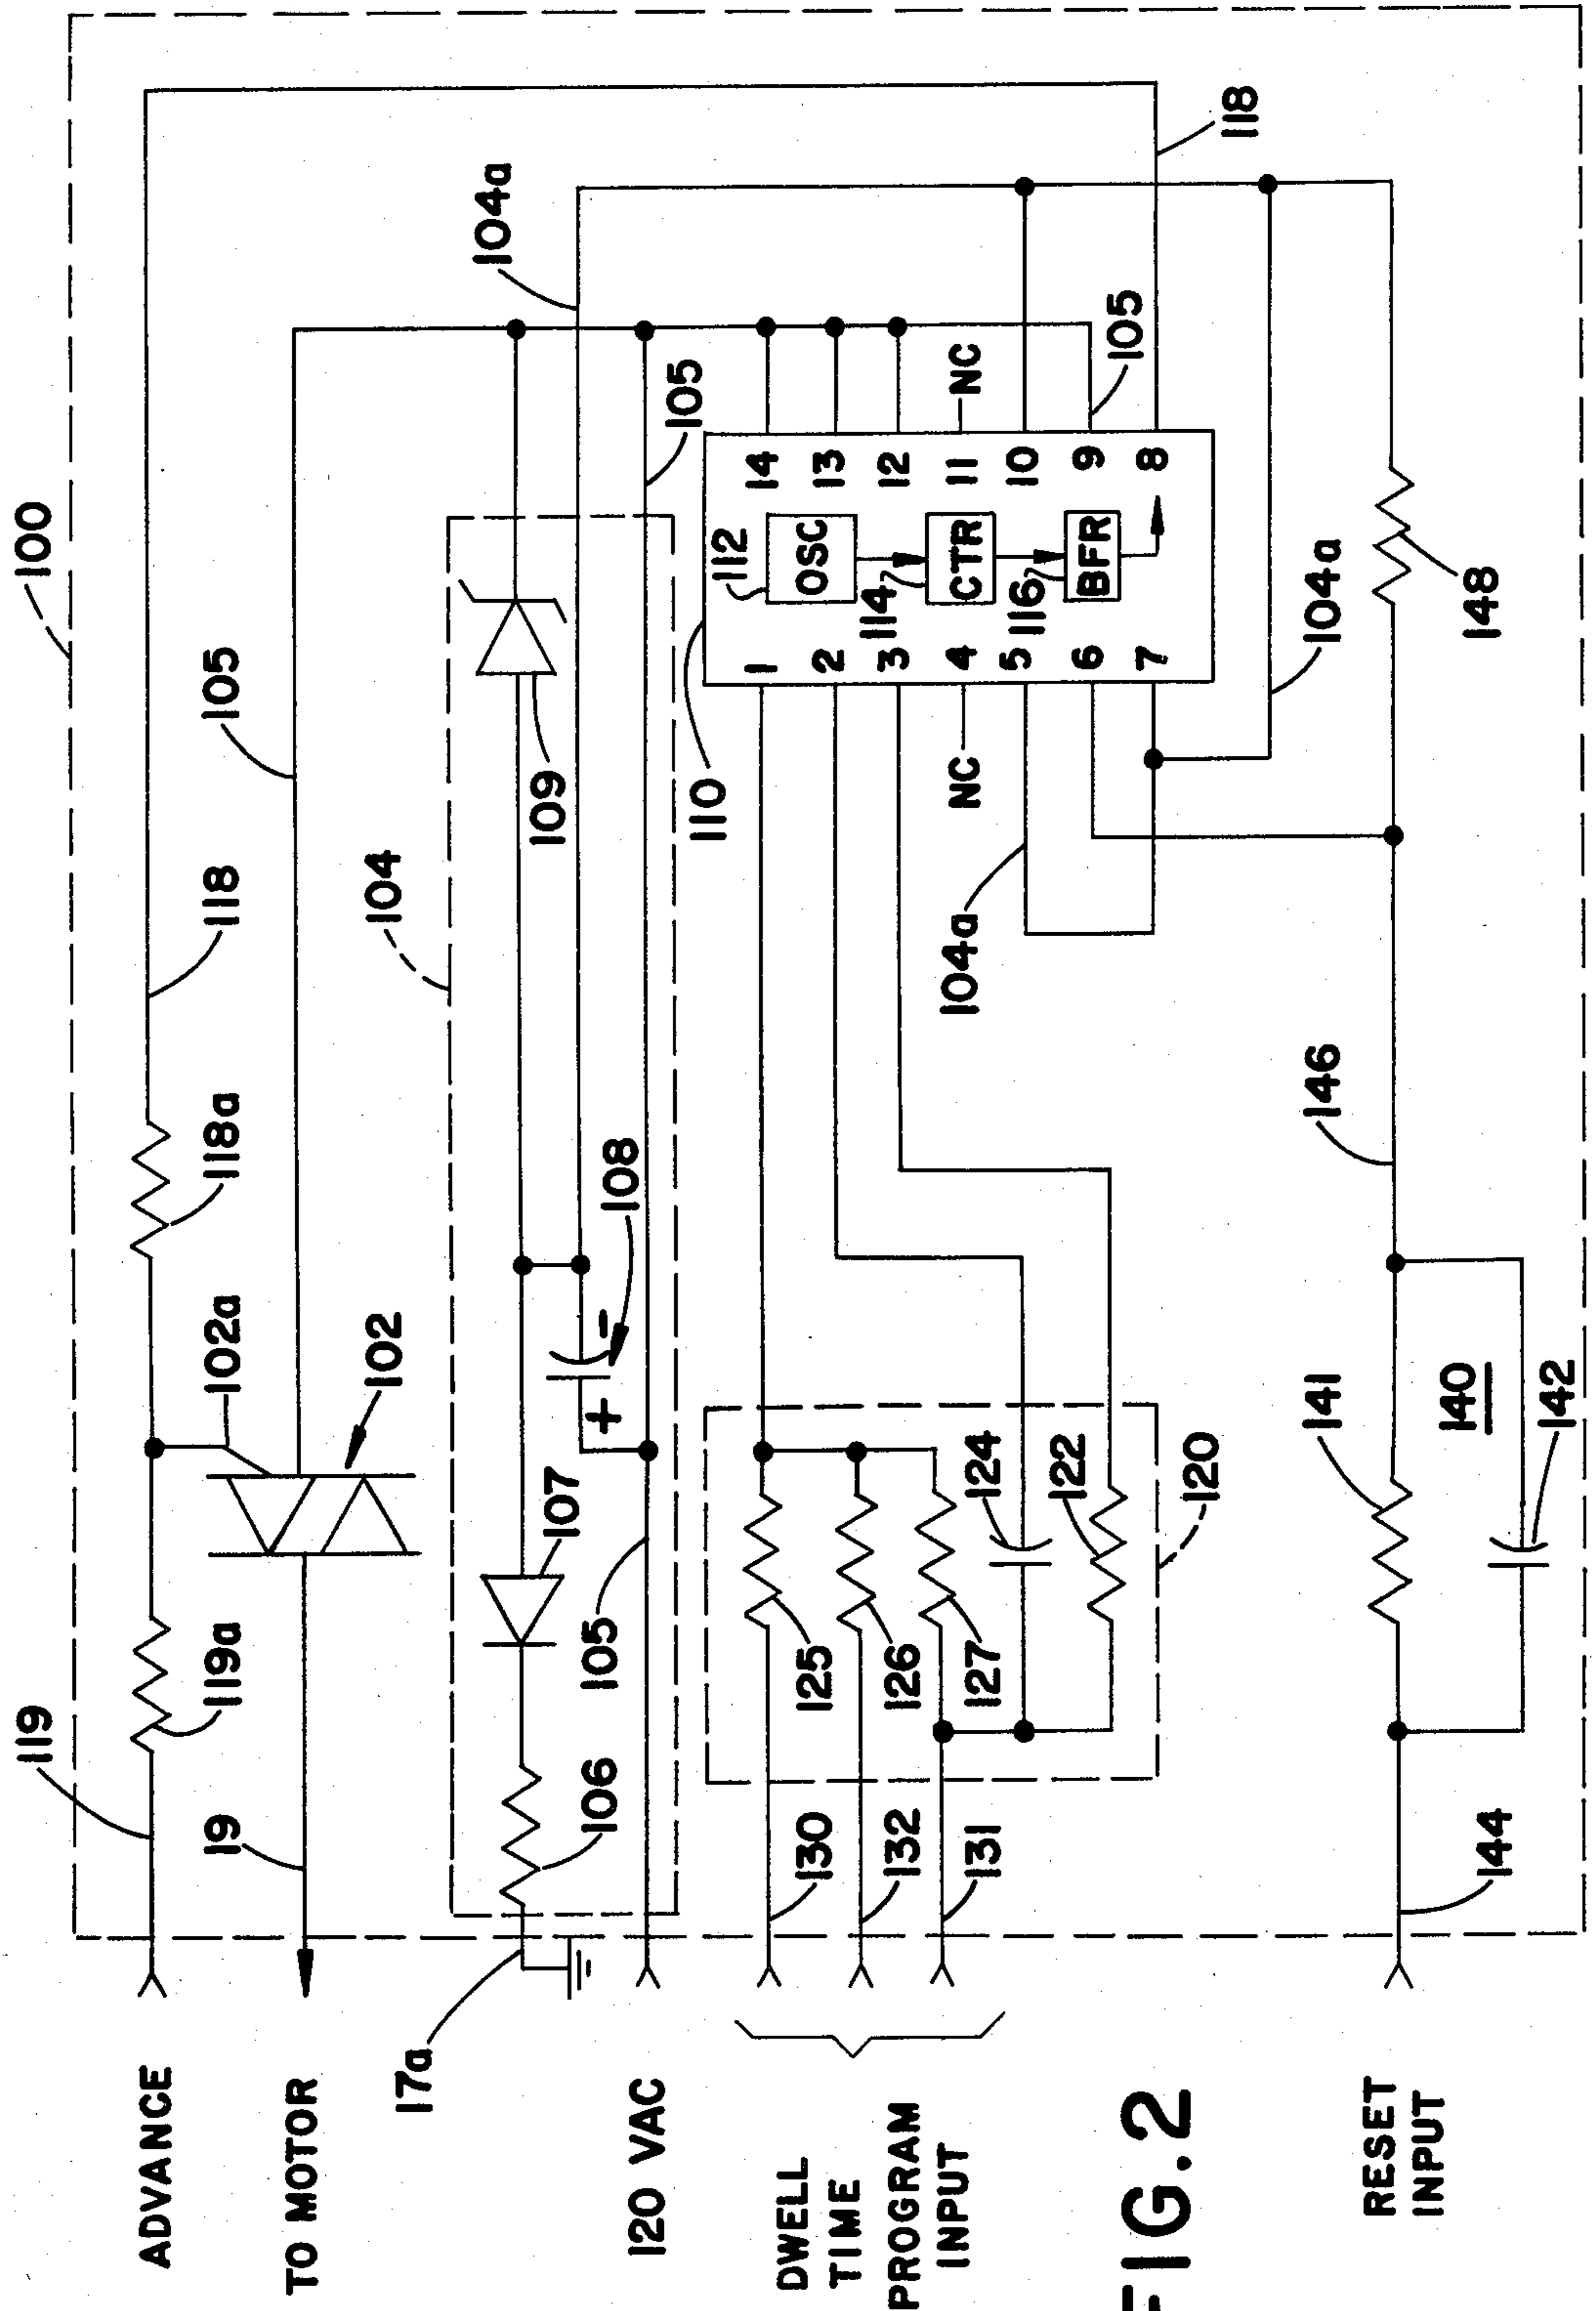 100
119
119a
118a
118
105
19
102a
102
104
104a
17a
106
107
109
+
-
108
105
105
110
112
OSC
114
CTR
116
BFR
1
2
3
4
5
6
7
14
13
12
11
10
9
8
NC
NC
105
118
104a
104a
130
132
131
125
126
127
124
122
120
144
141
140
142
146
148
ADVANCE
TO MOTOR
120 VAC
DWELL
TIME
PROGRAM
INPUT
RESET
INPUT
FIG.2